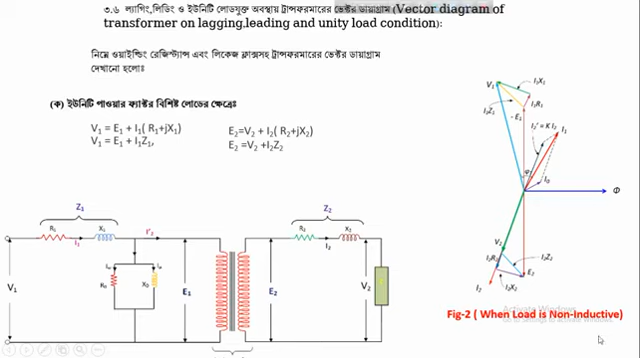 ৩.৬ ল্যাগিং,লিডিং ও ইউনিটি লোডযুক্ত অবস্থায় ট্রান্সফরমারের ভেক্টর ডায়াগ্রাম (Vector diagram of
transformer on lagging,leading and unity load condition):
নিম্নে ওয়াইন্ডিং রেজিস্ট্যান্স এবং লিকেজ ফ্লাক্সসহ ট্রান্সফরমারের ভেক্টর ডায়াগ্রাম
দেখানো হলোঃ
(ক) ইউনিটি পাওয়ার ফ্যাক্টর বিশিষ্ট লোডের ক্ষেত্রেঃ
V₁ = E₁ + I₁( R₁+jX₁)
V₁ = E₁ + I₁Z₁,
E₂=V₂ + I₂( R₂+jX₂)
E₂ =V₂ +I₂Z₂
V₁
I₁X₁
I₁Z₁
I₁R₁
- E₁
I₂' = K I₂
I₁
φ
I₀
Φ
V₂
I₂R₂
I₂Z₂
E₂
I₂X₂
I₂
Z₁
R₁
X₁
I₁
I'₂
R₀
X₀
V₁
E₁
E₂
Z₂
R₂
X₂
I₂
V₂
Activate Windows
Fig-2 ( When Load is Non-Inductive)